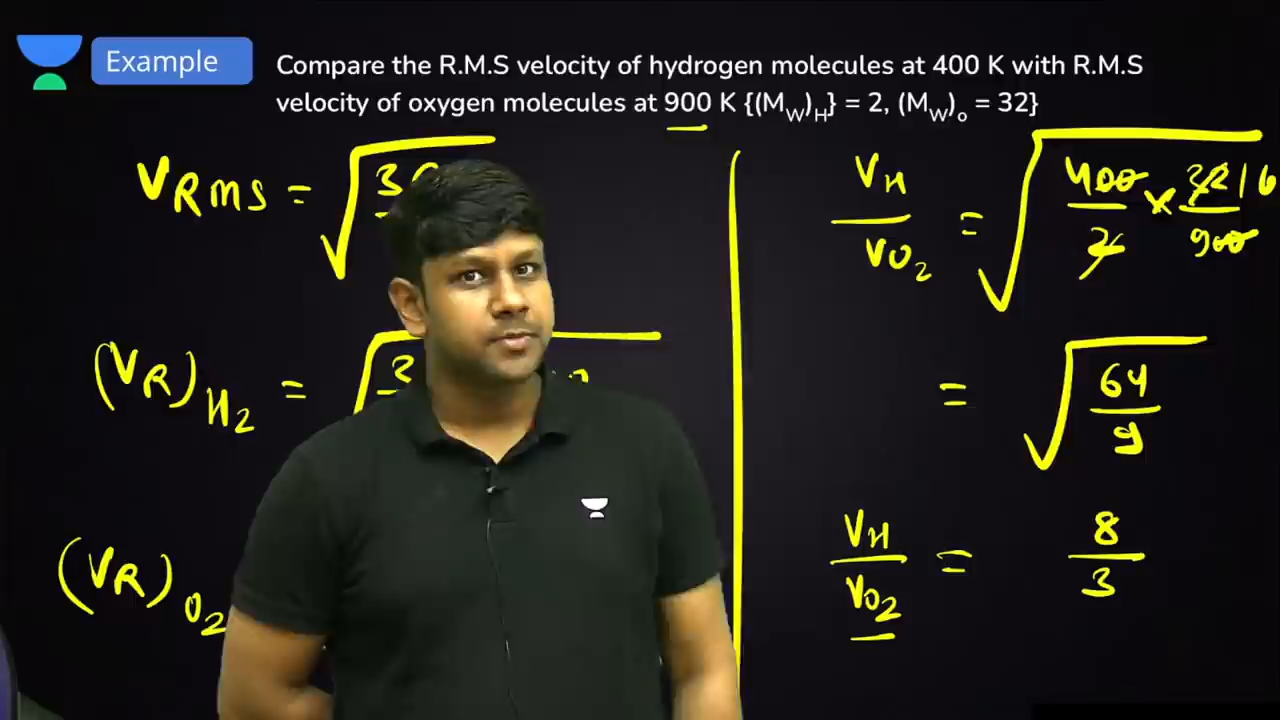 Example
Compare the R.M.S velocity of hydrogen molecules at 400 K with R.M.S
velocity of oxygen molecules at 900 K {(M_W)_H} = 2, (M_W)_o = 32}
V_RMS = √3
(V_R)_H₂ = √3
(V_R)_O₂
V_H / V_O₂ = √400/2 × 32 16/900
= √64/9
V_H / V_O₂ = 8/3